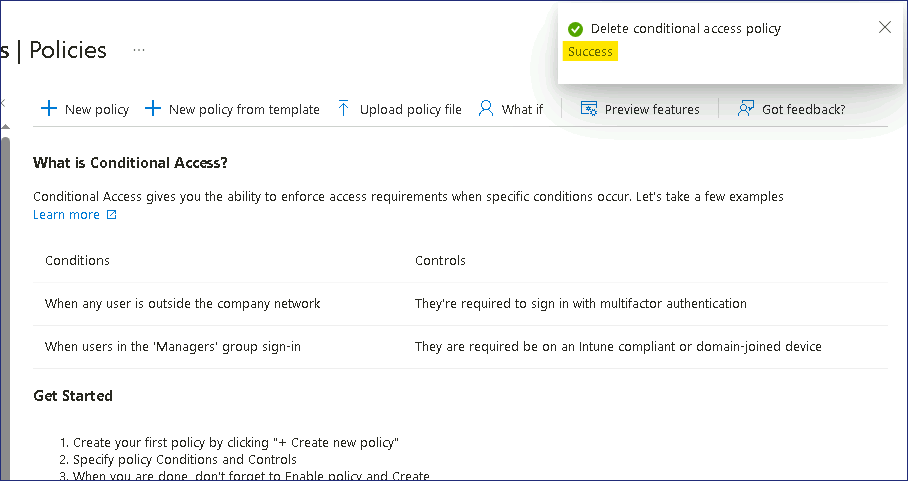 Delete conditional access policy
Success
s | Policies ...
New policy New policy from template Upload policy file What if Preview features Got feedback?
What is Conditional Access?
Conditional Access gives you the ability to enforce access requirements when specific conditions occur. Let's take a few examples
Learn more
Conditions Controls
When any user is outside the company network They're required to sign in with multifactor authentication
When users in the 'Managers' group sign-in They are required be on an Intune compliant or domain-joined device
Get Started
1. Create your first policy by clicking "+ Create new policy"
2. Specify policy Conditions and Controls
3. When you are done, don't forget to Enable policy and Create